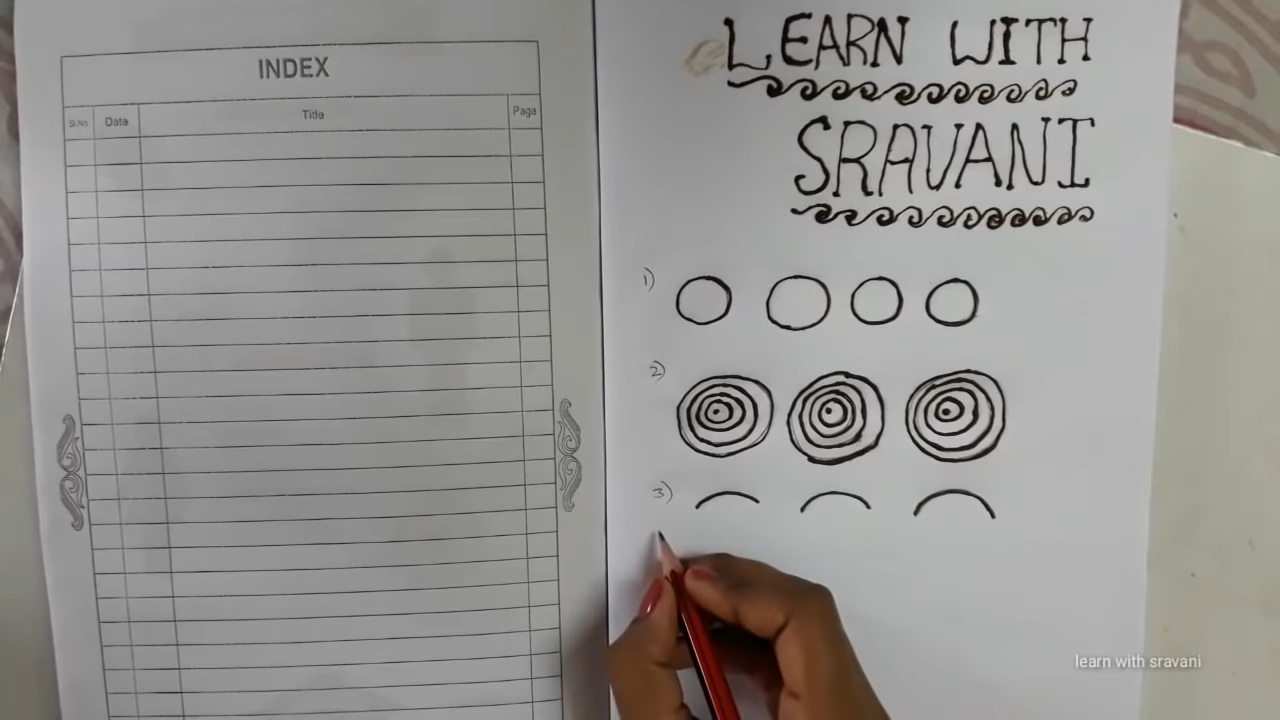 INDEX
Sl.No. Date Title Page
LEARN WITH
SRAVANI
1)
2)
3)
learn with sravani